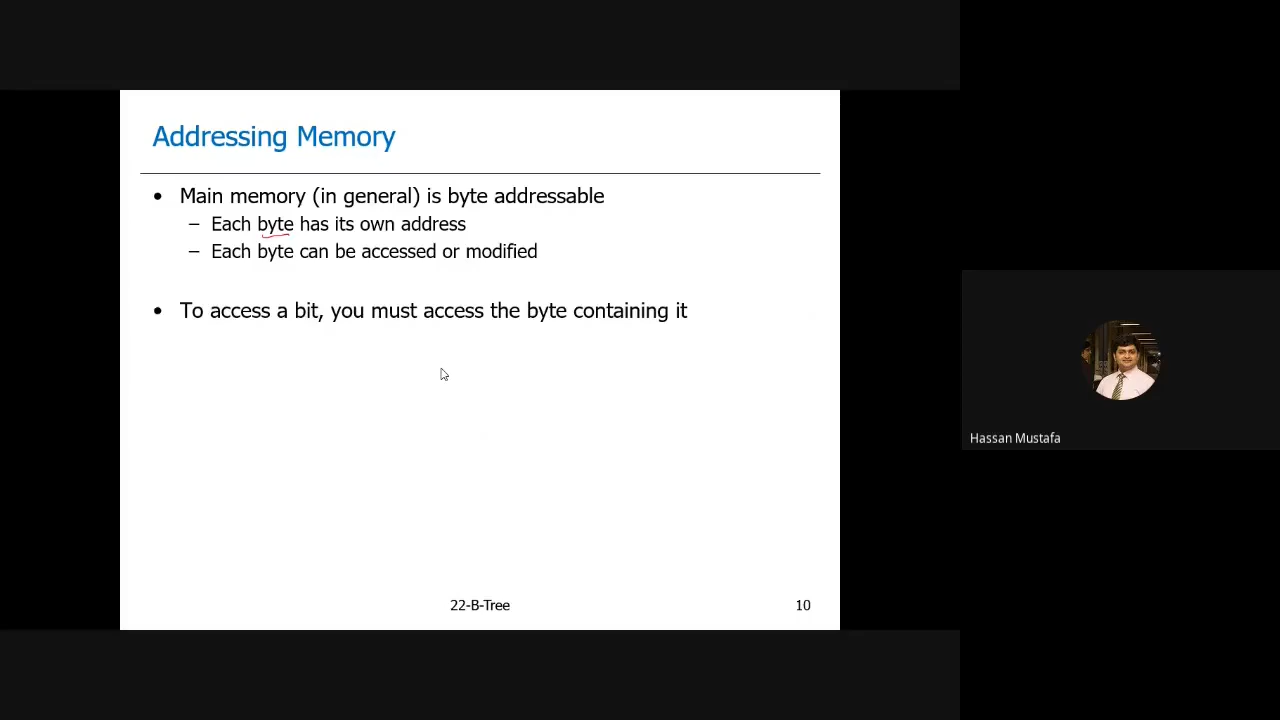 Addressing Memory
• Main memory (in general) is byte addressable
– Each byte has its own address
– Each byte can be accessed or modified
• To access a bit, you must access the byte containing it
22-B-Tree
10
Hassan Mustafa